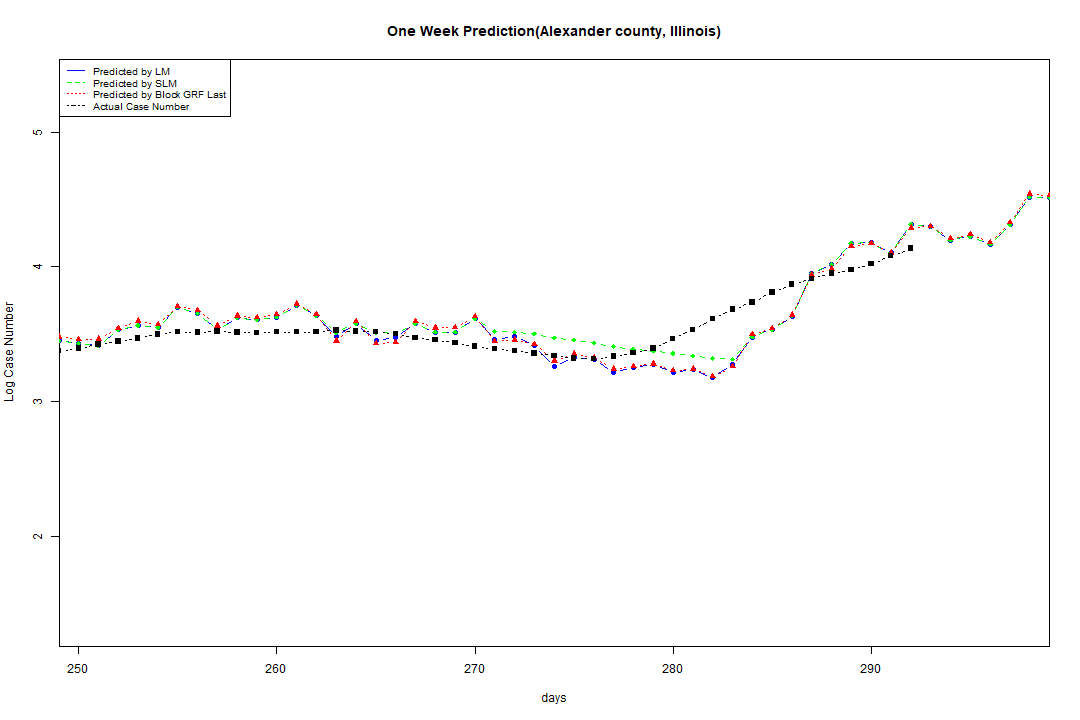 One Week Prediction(Alexander county, Illinois)
Predicted by LM
Predicted by SLM
Predicted by Block GRF Last
Actual Case Number
5
4
3
2
Log Case Number
250 260 270 280 290
days